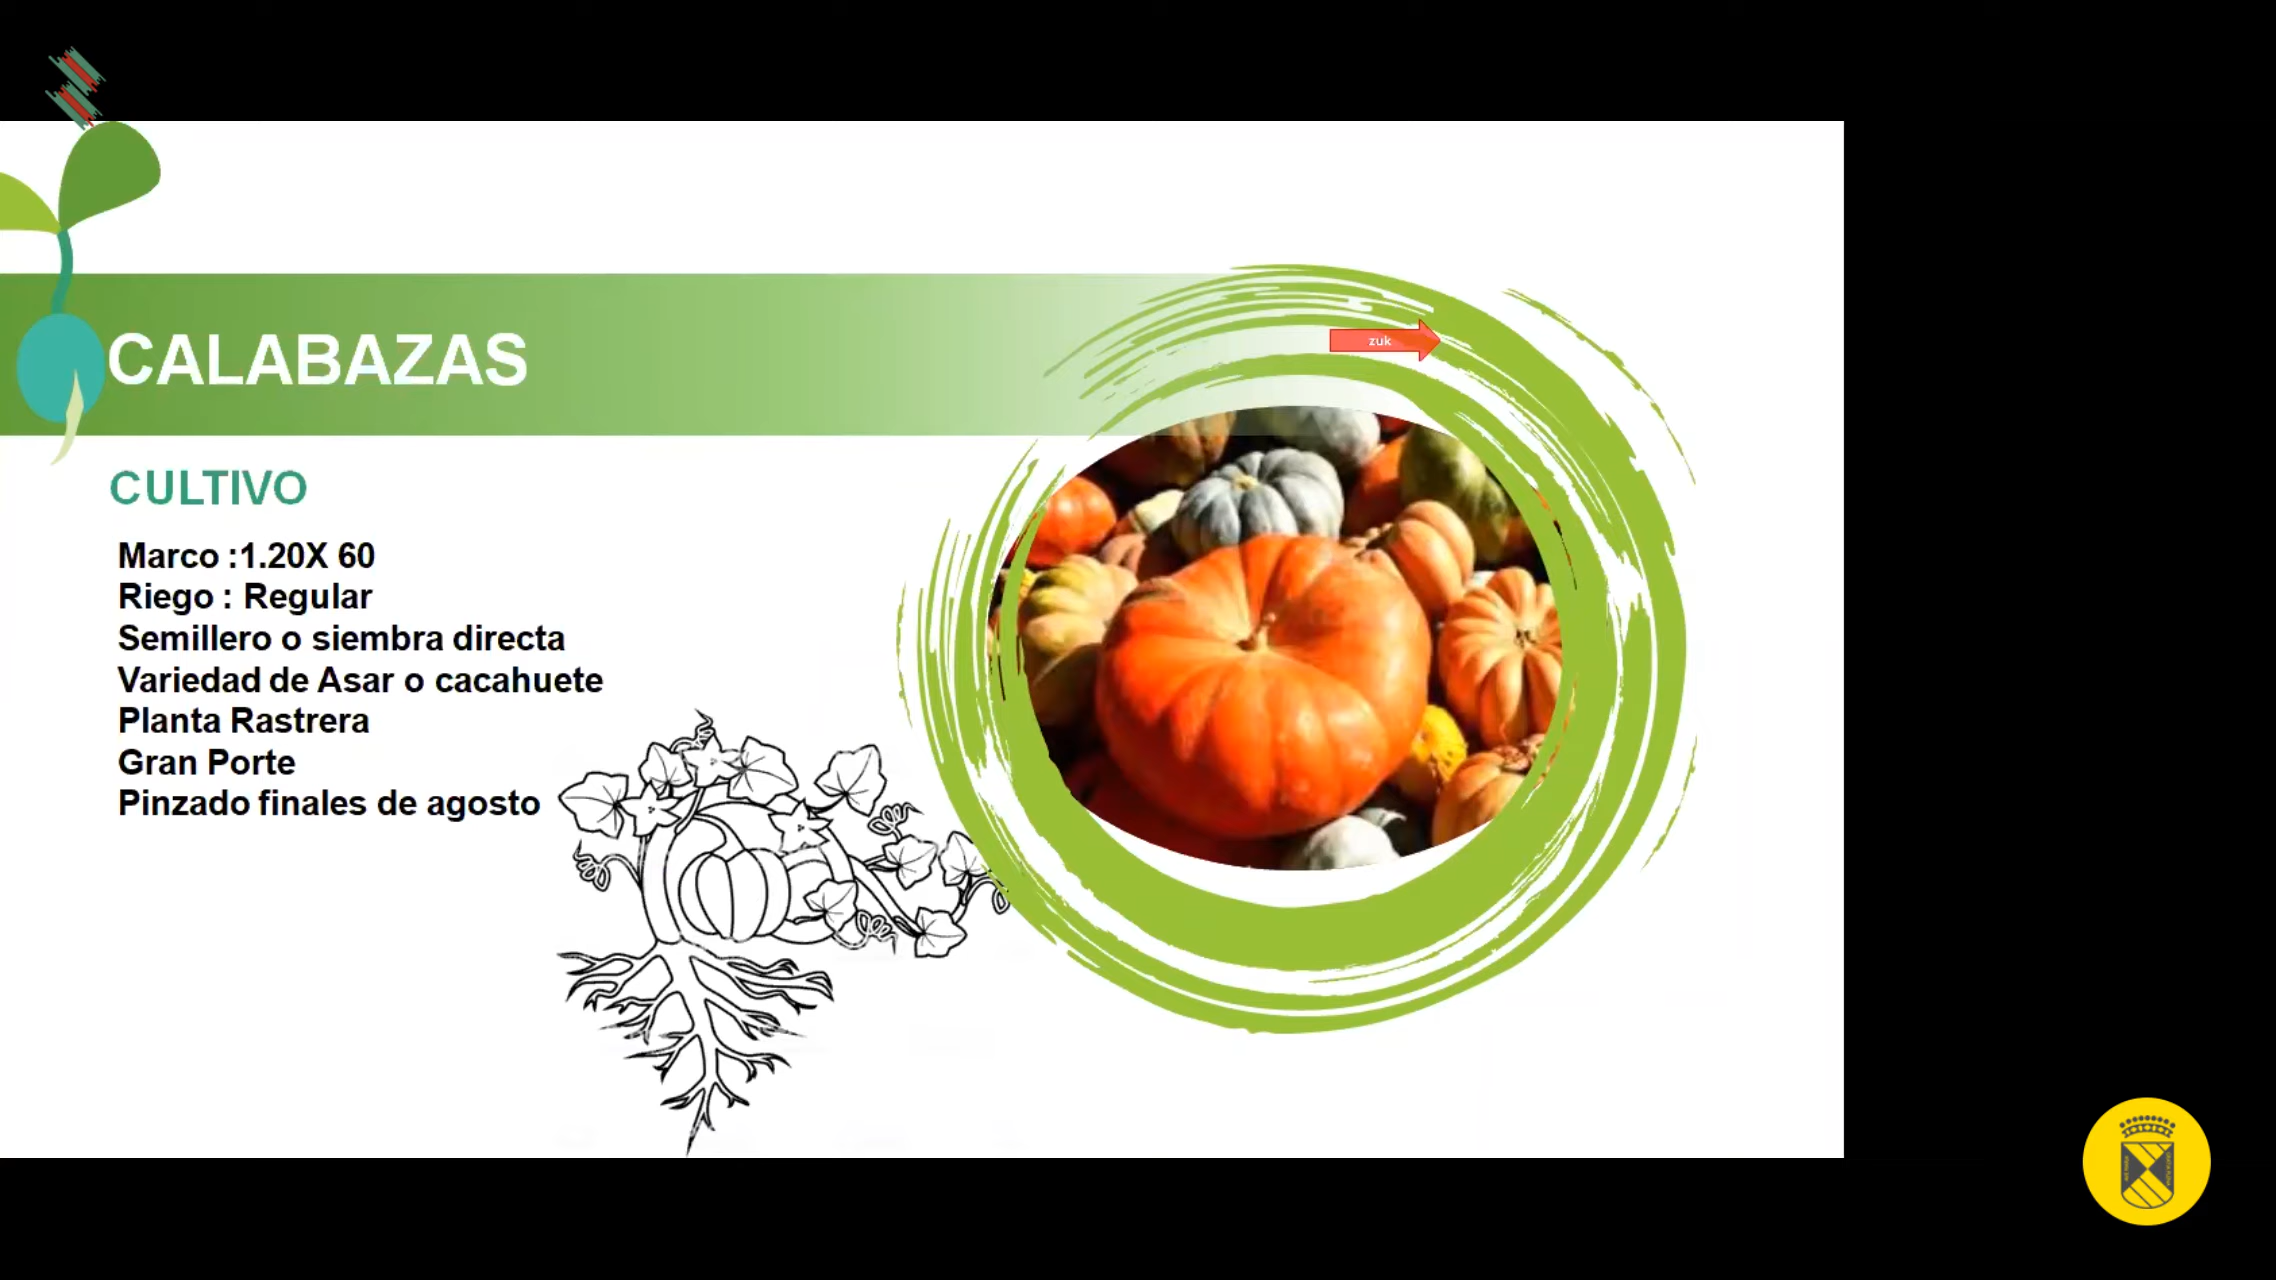 zuk
CALABAZAS
CULTIVO
Marco :1.20X 60
Riego : Regular
Semillero o siembra directa
Variedad de Asar o cacahuete
Planta Rastrera
Gran Porte
Pinzado finales de agosto